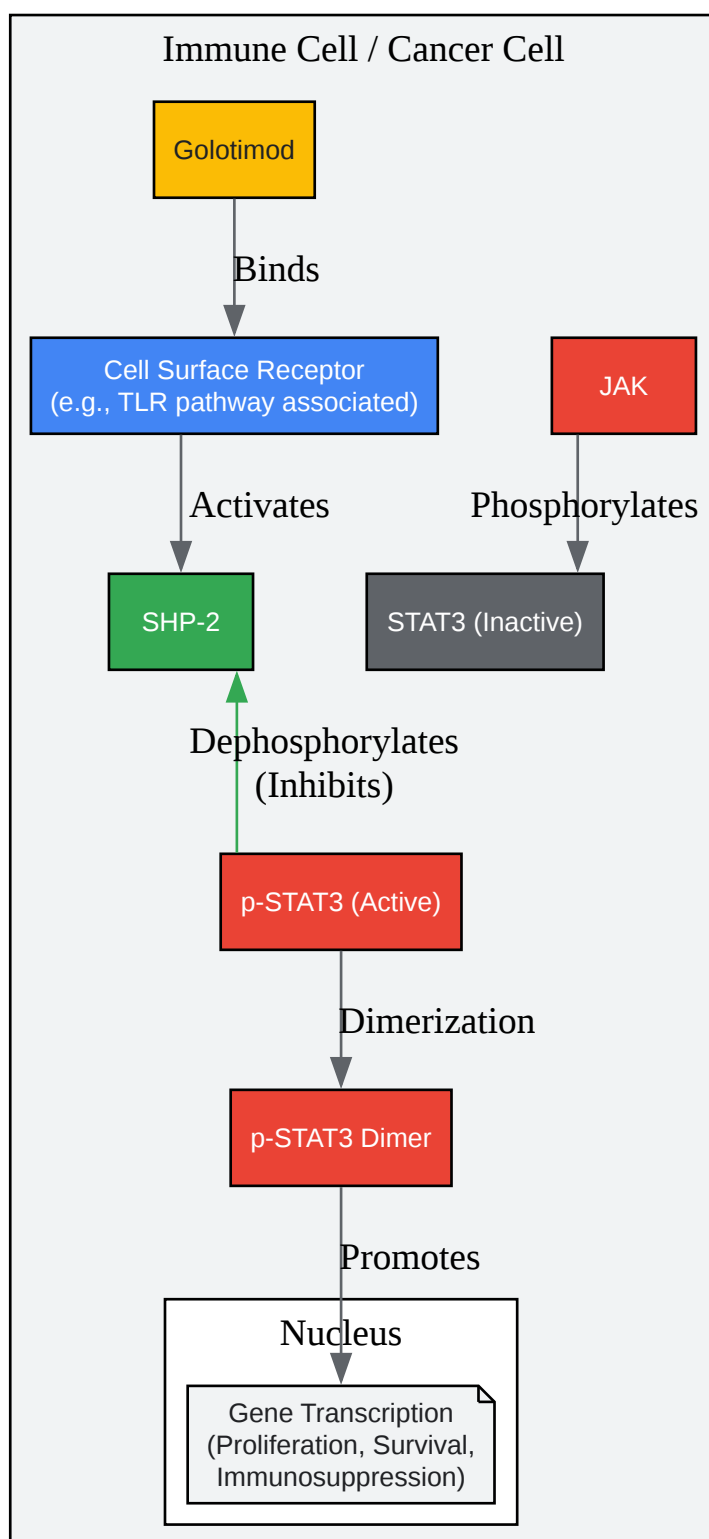 Immune Cell / Cancer Cell
Golotimod
Binds
Cell Surface Receptor
(e.g., TLR pathway associated)
JAK
Activates
Phosphorylates
SHP-2
STAT3 (Inactive)
Dephosphorylates
(Inhibits)
p-STAT3 (Active)
Dimerization
p-STAT3 Dimer
Promotes
Nucleus
Gene Transcription
(Proliferation, Survival,
Immunosuppression)